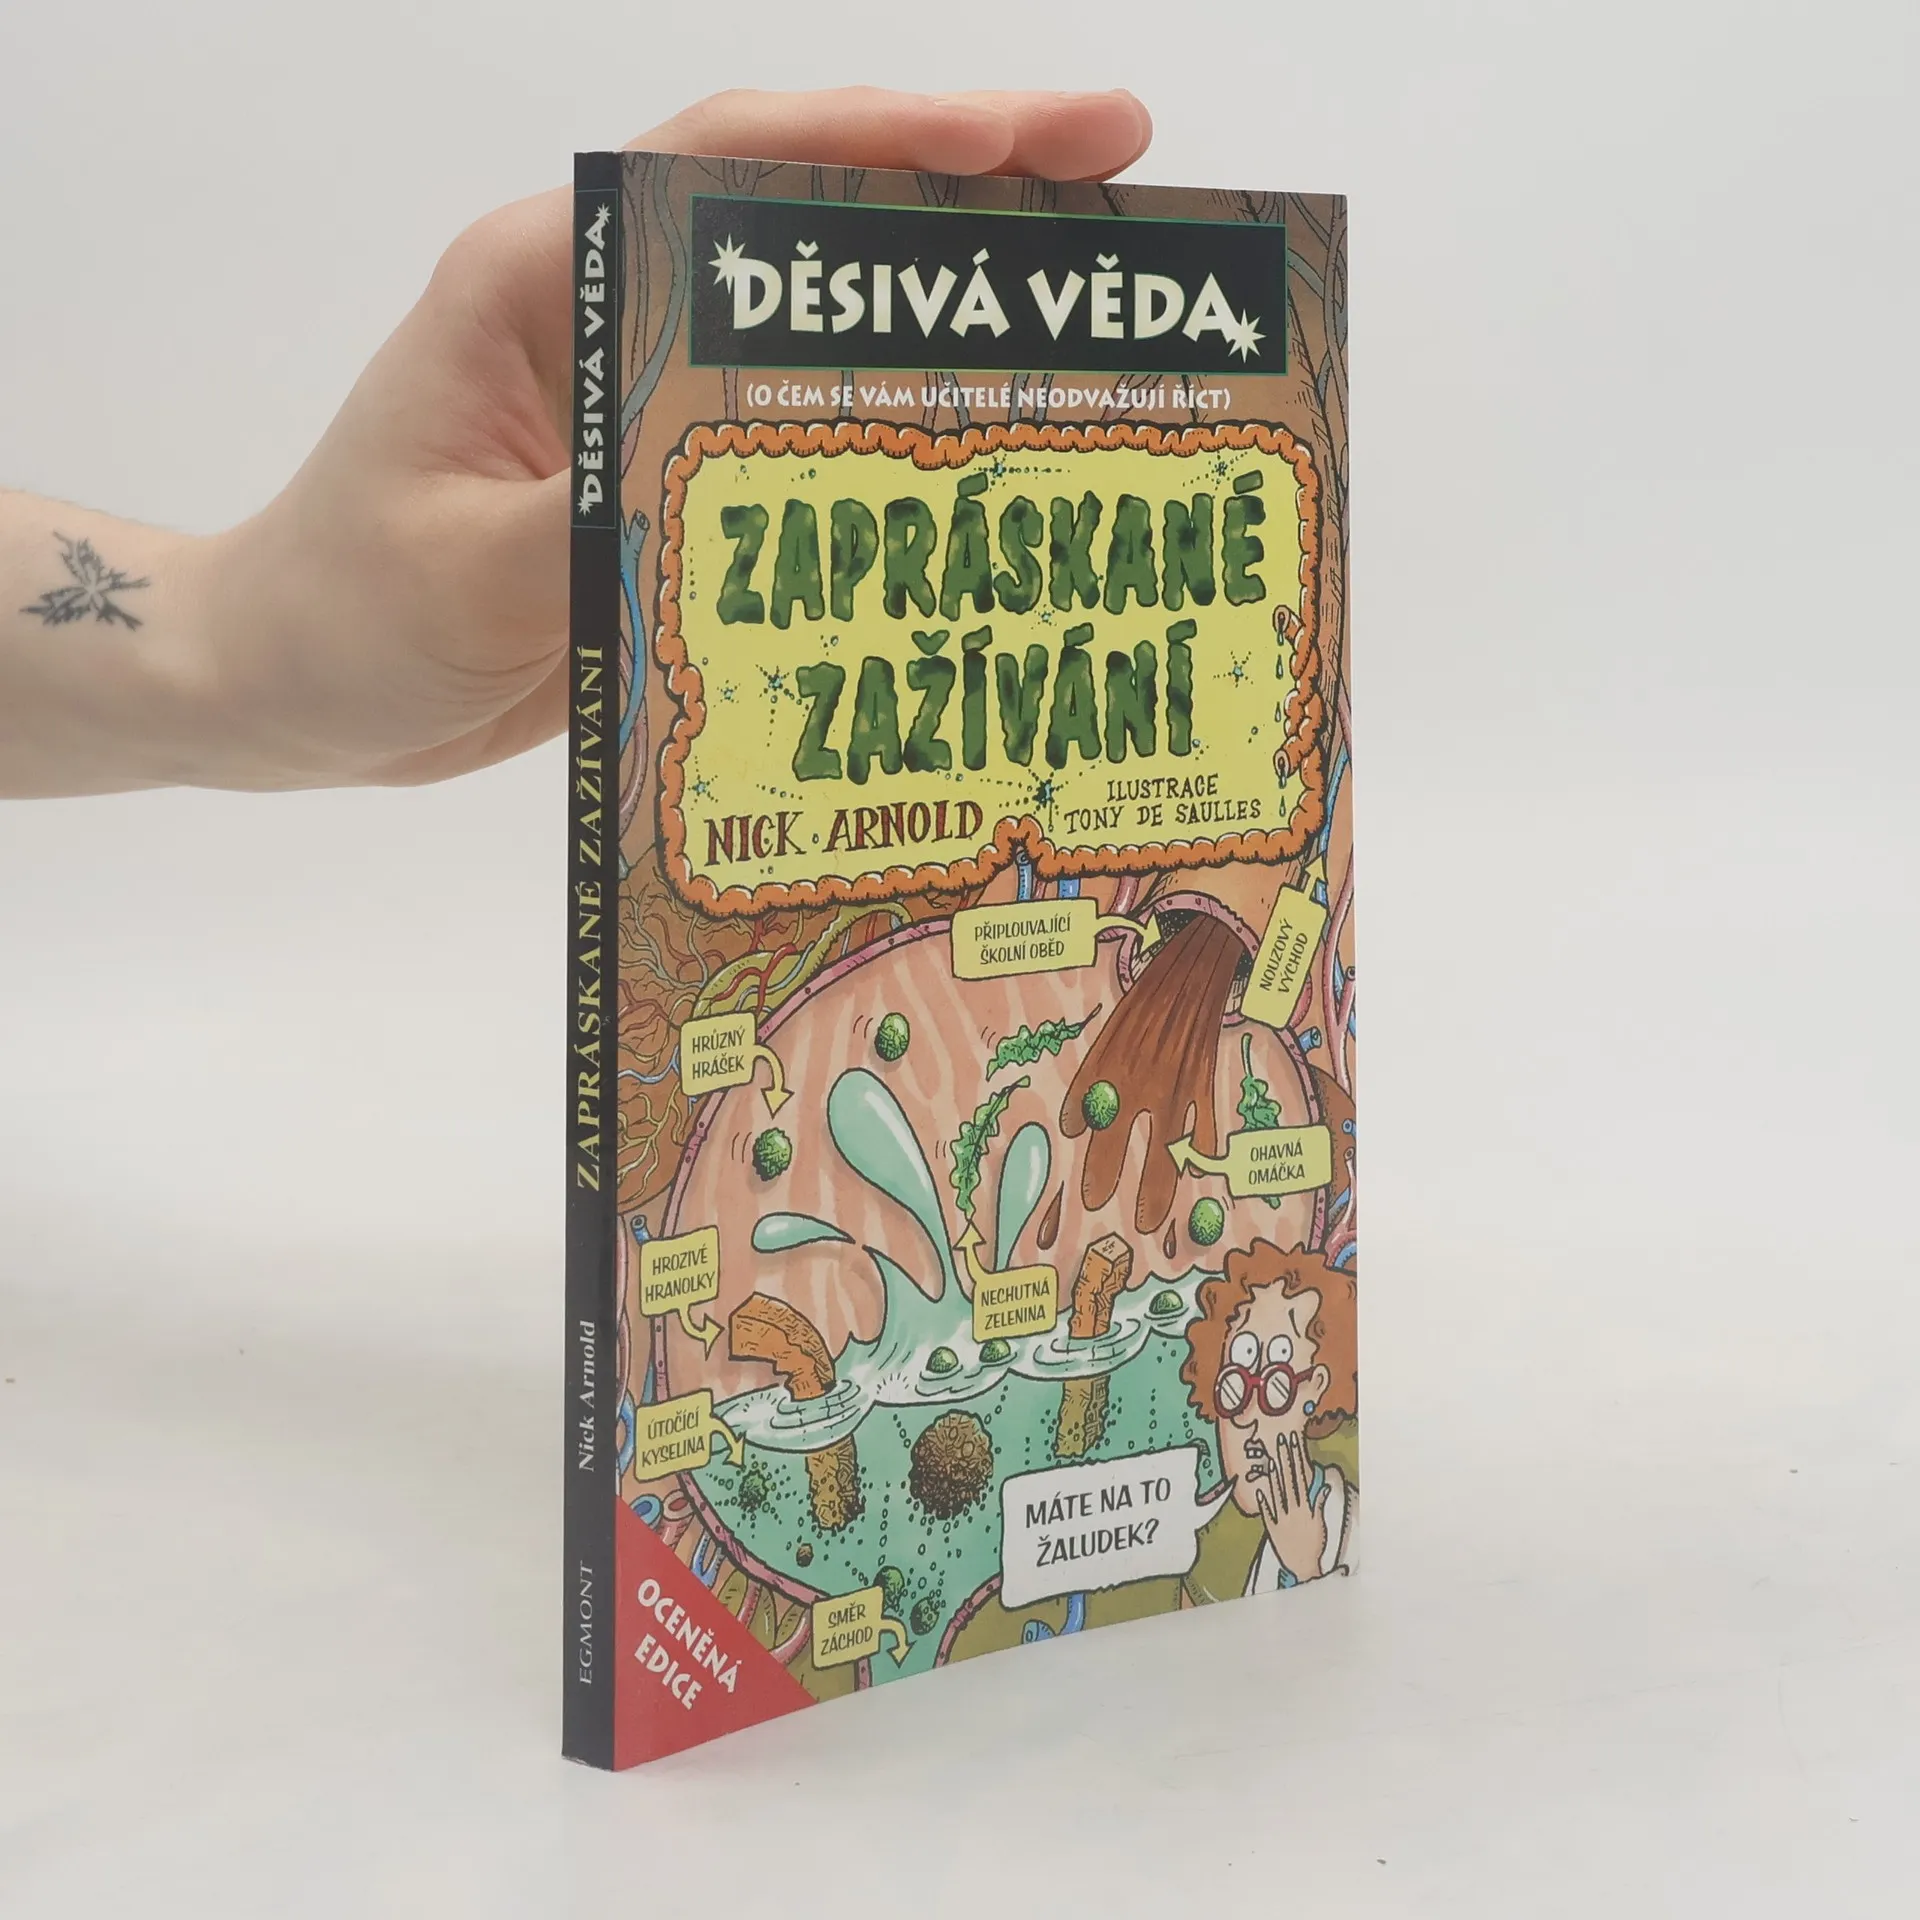 DĚSIVÁ VĚDA
ZAPRÁSKANÉ ZAŽÍVÁNÍ
Nick Arnold
EGMONT
DĚSIVÁ VĚDA
(O ČEM SE VÁM UČITELÉ NEODVAŽUJÍ ŘÍCT)
ZAPRÁSKANÉ
ZAŽÍVÁNÍ
NICK ARNOLD
ILUSTRACE
TONY DE SAULLES
PŘIPLOUVAJÍCÍ
ŠKOLNÍ OBĚD
NOUZOVÝ
VÝCHOD
HRŮZNÝ
HRÁŠEK
OHAVNÁ
OMÁČKA
HROZIVÉ
HRANOLKY
NECHUTNÁ
ZELENINA
ÚTOČÍCÍ
KYSELINA
MÁTE NA TO
ŽALUDEK?
SMĚR
ZÁCHOD
OCENĚNÁ
EDICE